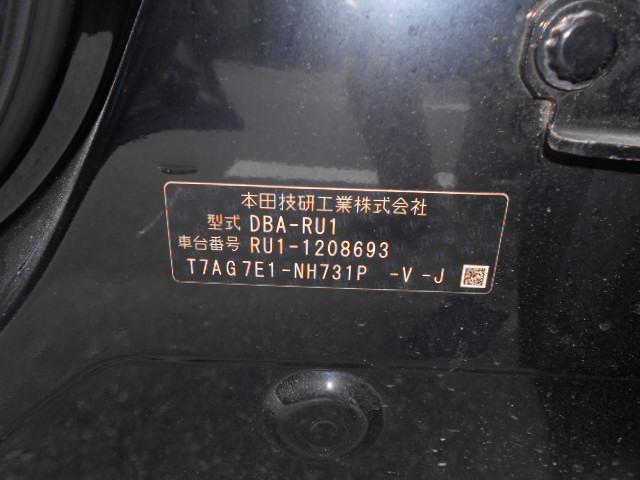 本田技研工業株式会社
型式 DBA-RU1
車台番号 RU1-1208693
T7AG7E1-NH731P -V-J